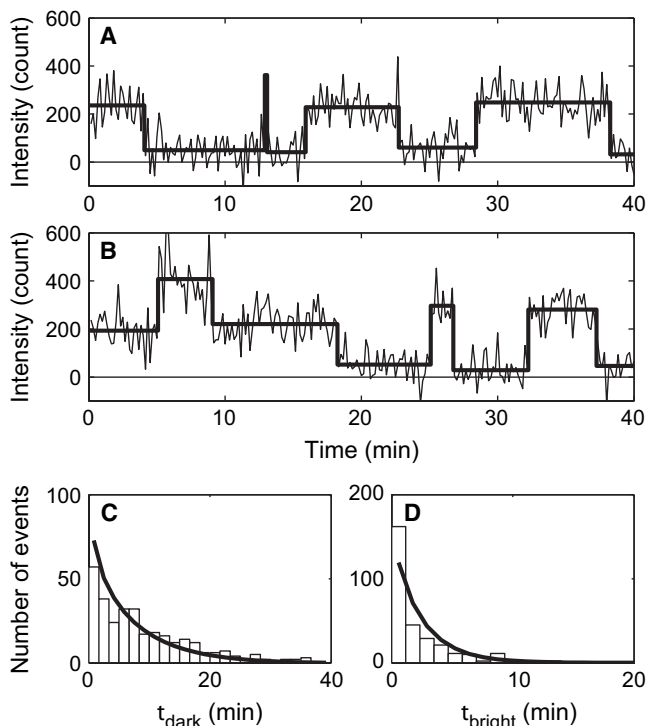 A
Intensity (count)
600
400
200
0
0 10 20 30 40
B
Intensity (count)
600
400
200
0
0 10 20 30 40
Time (min)
C
Number of events
100
50
0
0 20 40
t_dark (min)
D
200
100
0
0 10 20
t_bright (min)